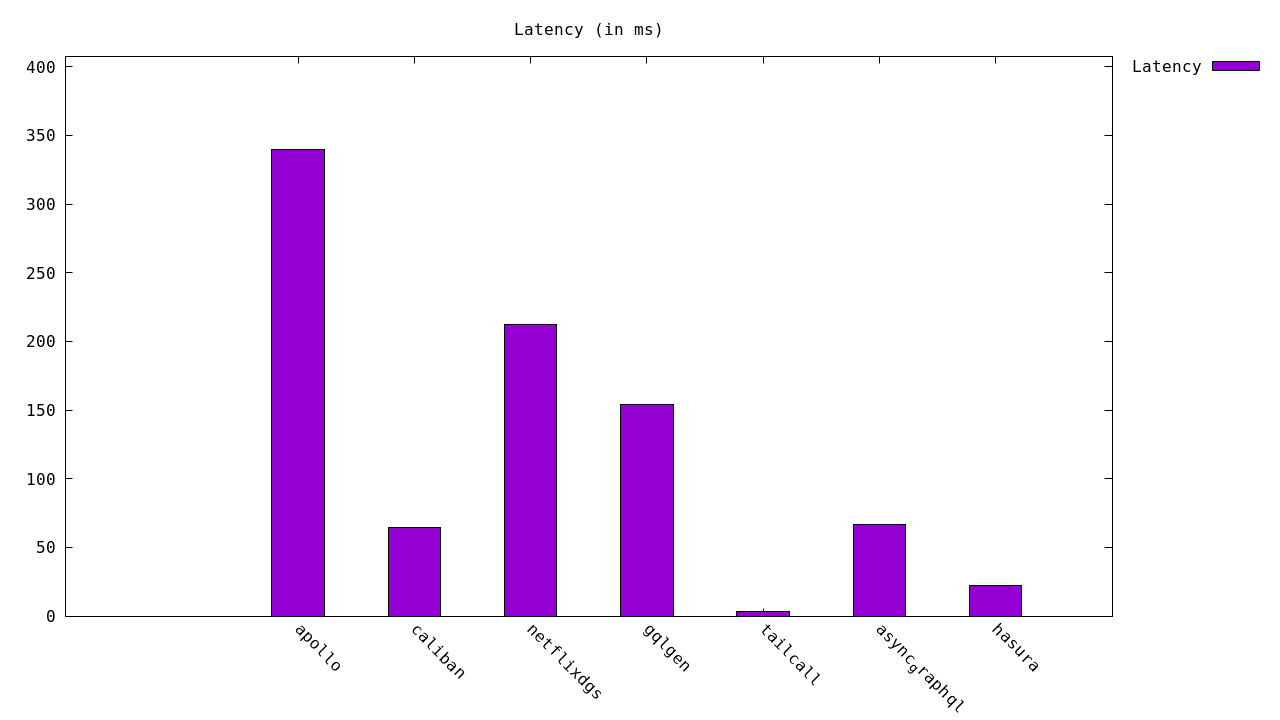 Latency (in ms)
Latency
400
350
300
250
200
150
100
50
0
apollo
caliban
netflixdgs
gqlgen
tailcall
asyncgraphql
hasura